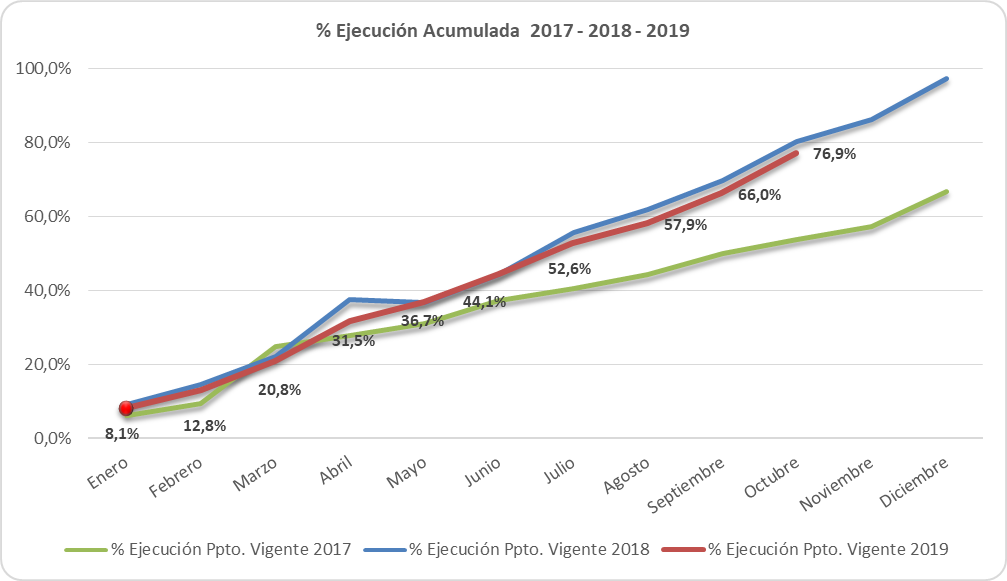 % Ejecución Acumulada 2017 - 2018 - 2019
100,0%
80,0%
60,0%
40,0%
20,0%
0,0%
8,1%
12,8%
20,8%
31,5%
36,7%
44,1%
52,6%
57,9%
66,0%
76,9%
Enero
Febrero
Marzo
Abril
Mayo
Junio
Julio
Agosto
Septiembre
Octubre
Noviembre
Diciembre
% Ejecución Ppto. Vigente 2017
% Ejecución Ppto. Vigente 2018
% Ejecución Ppto. Vigente 2019